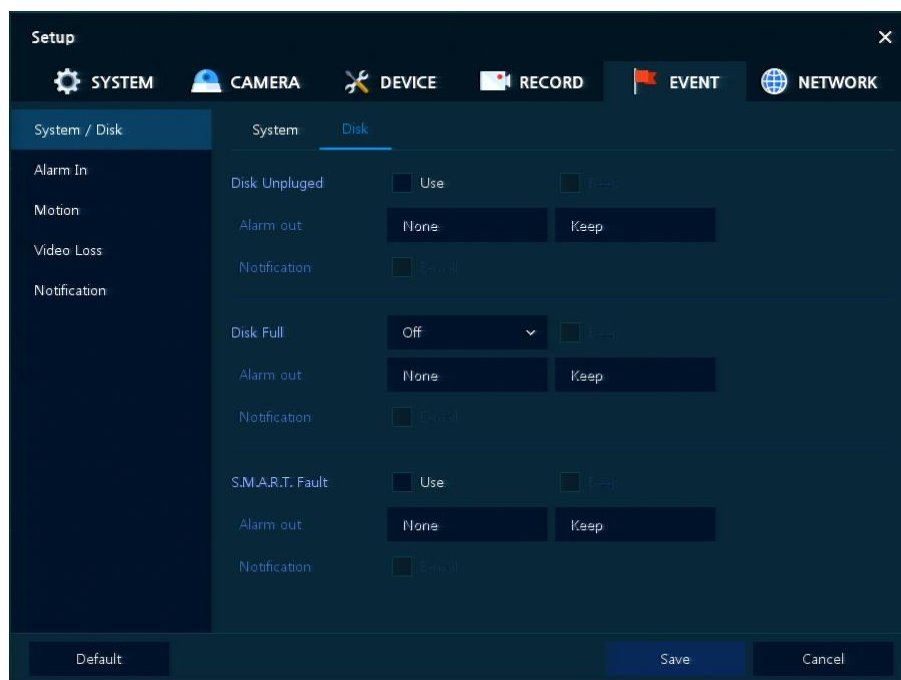 Setup
SYSTEM CAMERA DEVICE RECORD EVENT NETWORK
System / Disk
Alarm In
Motion
Video Loss
Notification
System Disk
Disk Unpluged Use
Alarm out None Keep
Notification
Disk Full Off
Alarm out None Keep
Notification
S.M.A.R.T. Fault Use
Alarm out None Keep
Notification
Default Save Cancel